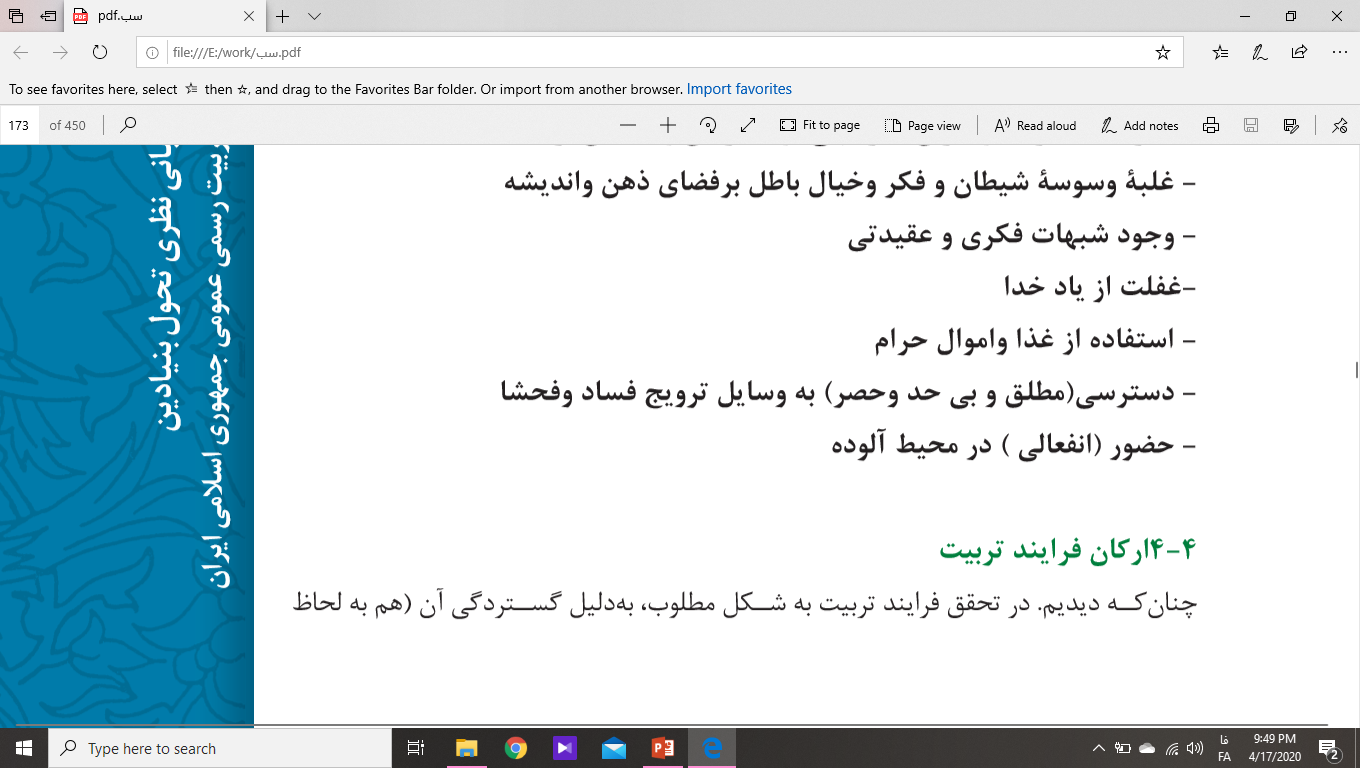 سب.pdf
file:///E:/work/سب.pdf
To see favorites here, select then , and drag to the Favorites Bar folder. Or import from another browser. Import favorites
173 of 450 Fit to page Page view Read aloud Add notes
- غلبهٔ وسوسهٔ شیطان و فکر وخیال باطل برفضای ذهن واندیشه
- وجود شبهات فکری و عقیدتی
-غفلت از یاد خدا
- استفاده از غذا واموال حرام
- دسترسی(مطلق و بی حد وحصر) به وسایل ترویج فساد وفحشا
- حضور (انفعالی ) در محیط آلوده
۴-۴ارکان فرایند تربیت
چنان‌که دیدیم. در تحقق فرایند تربیت به شکل مطلوب، به‌دلیل گستردگی آن (هم به لحاظ
انی نظری تحول بنیادین
بیت رسمی عمومی جمهوری اسلامی ایران
Type here to search
فا
FA
9:49 PM
4/17/2020
2